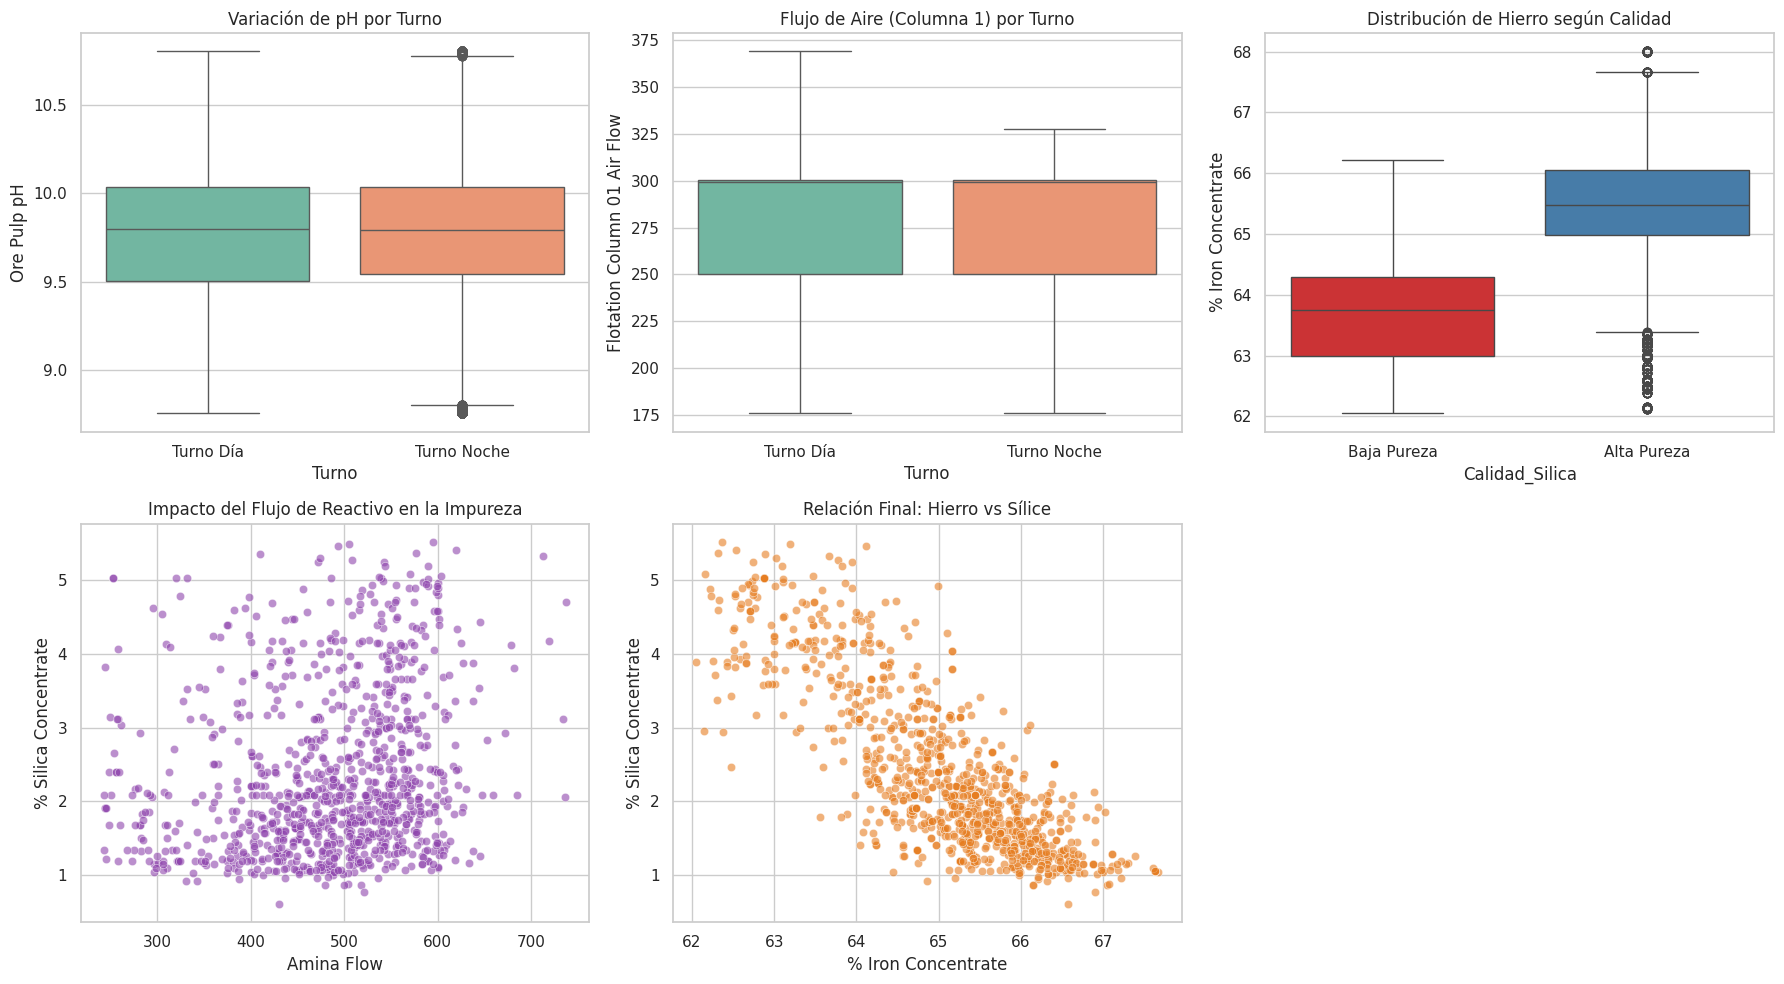 Variación de pH por Turno
Ore Pulp pH
10.5
10.0
9.5
9.0
Turno Día Turno Noche
Turno
Flujo de Aire (Columna 1) por Turno
Flotation Column 01 Air Flow
375
350
325
300
275
250
225
200
175
Turno Día Turno Noche
Turno
Distribución de Hierro según Calidad
% Iron Concentrate
68
67
66
65
64
63
62
Baja Pureza Alta Pureza
Calidad_Silica
Impacto del Flujo de Reactivo en la Impureza
% Silica Concentrate
5
4
3
2
1
300 400 500 600 700
Amina Flow
Relación Final: Hierro vs Sílice
% Silica Concentrate
5
4
3
2
1
62 63 64 65 66 67
% Iron Concentrate